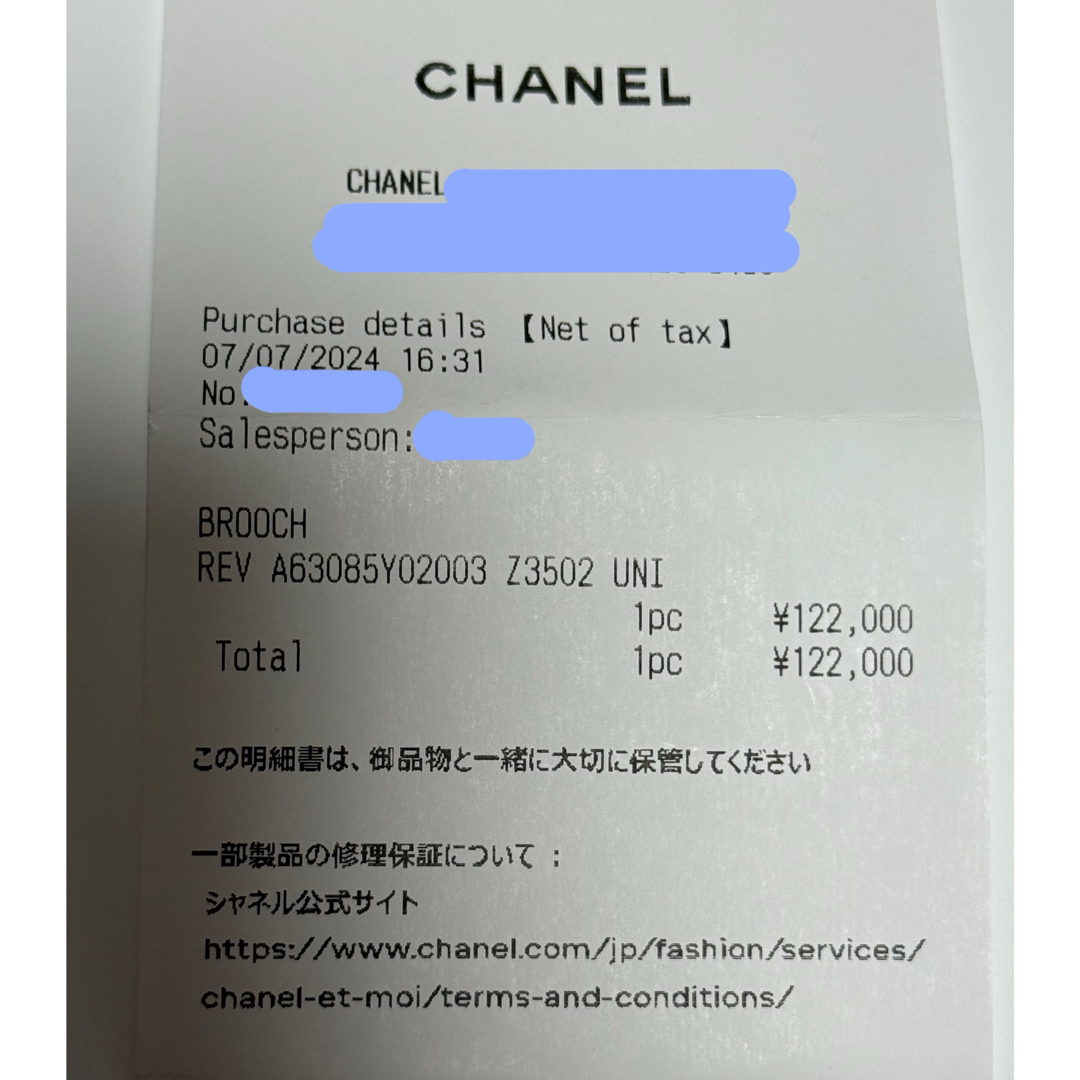 CHANEL
CHANEL
Purchase details 【Net of tax】
07/07/2024 16:31
No.
Salesperson:
BROOCH
REV A63085Y02003 Z3502 UNI
1pc ¥122,000
Total 1pc ¥122,000
この明細書は、御品物と一緒に大切に保管してください
一部製品の修理保証について :
シャネル公式サイト
https://www.chanel.com/jp/fashion/services/
chanel-et-moi/terms-and-conditions/